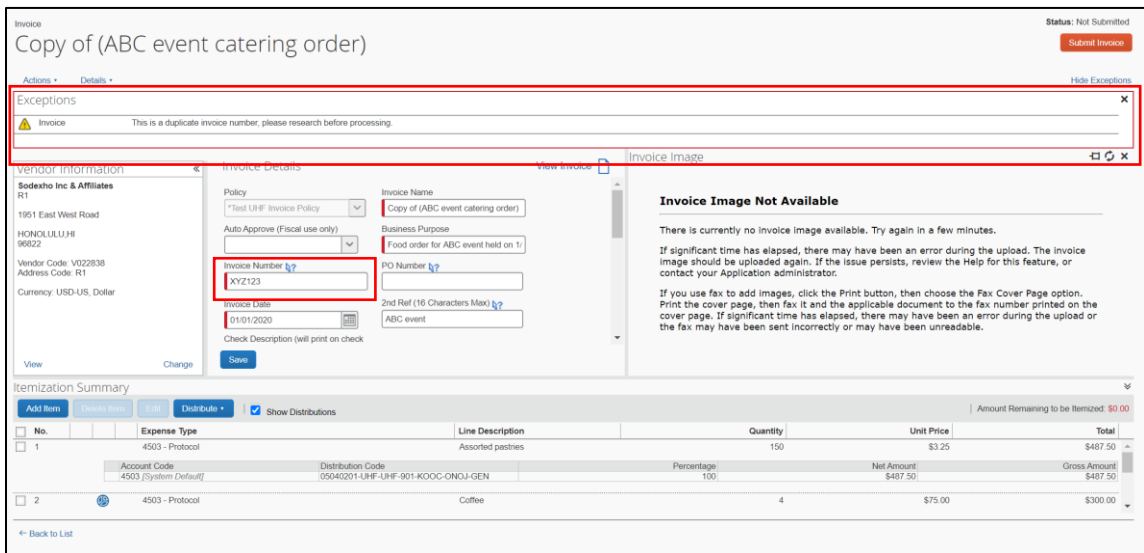 Invoice
Status: Not Submitted
Copy of (ABC event catering order)
Submit Invoice
Actions Details
Hide Exceptions
Exceptions
Invoice This is a duplicate invoice number, please research before processing.
Vendor Information
Sodexho Inc & Affiliates
R1
1951 East West Road
HONOLULU,HI
96822
Vendor Code: V022838
Address Code: R1
Currency: USD-US, Dollar
View Change
Invoice Details View Invoice
Policy
*Test UHF Invoice Policy
Invoice Name
Copy of (ABC event catering order)
Auto Approve (Fiscal use only)
Business Purpose
Food order for ABC event held on 1/
Invoice Number ?
XYZ123
PO Number ?
Invoice Date
01/01/2020
2nd Ref (16 Characters Max) ?
ABC event
Check Description (will print on check
Save
Invoice Image
Invoice Image Not Available
There is currently no invoice image available. Try again in a few minutes.
If significant time has elapsed, there may have been an error during the upload. The invoice
image should be uploaded again. If the issue persists, review the Help for this feature, or
contact your Application administrator.
If you use fax to add images, click the Print button, then choose the Fax Cover Page option.
Print the cover page, then fax it and the applicable document to the fax number printed on the
cover page. If significant time has elapsed, there may have been an error during the upload or
the fax may have been sent incorrectly or may have been unreadable.
Itemization Summary
Add Item Delete Item Edit Distribute Show Distributions Amount Remaining to be Itemized: $0.00
No. Expense Type Line Description Quantity Unit Price Total
1 4503 - Protocol Assorted pastries 150 $3.25 $487.50
Account Code Distribution Code Percentage Net Amount Gross Amount
4503 [System Default] 05040201-UHF-UHF-901-KOOC-ONOJ-GEN 100 $487.50 $487.50
2 4503 - Protocol Coffee 4 $75.00 $300.00
Back to List